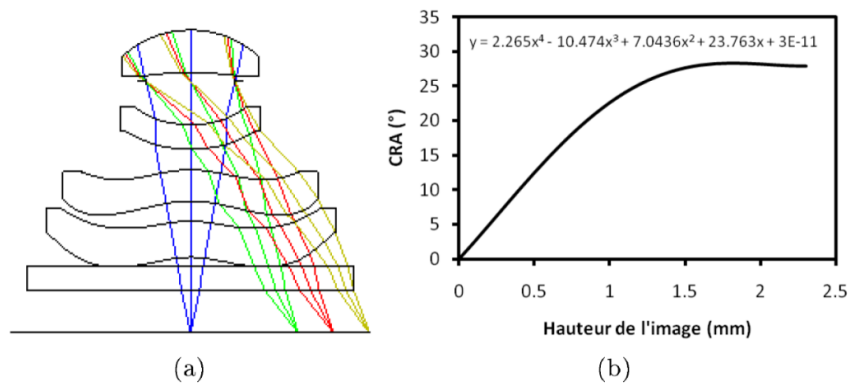 35
30
25
20
15
10
5
0
CRA (°)
y = 2.265x⁴ - 10.474x³ + 7.0436x² + 23.763x + 3E-11
0 0.5 1 1.5 2 2.5
Hauteur de l'image (mm)
(a) (b)